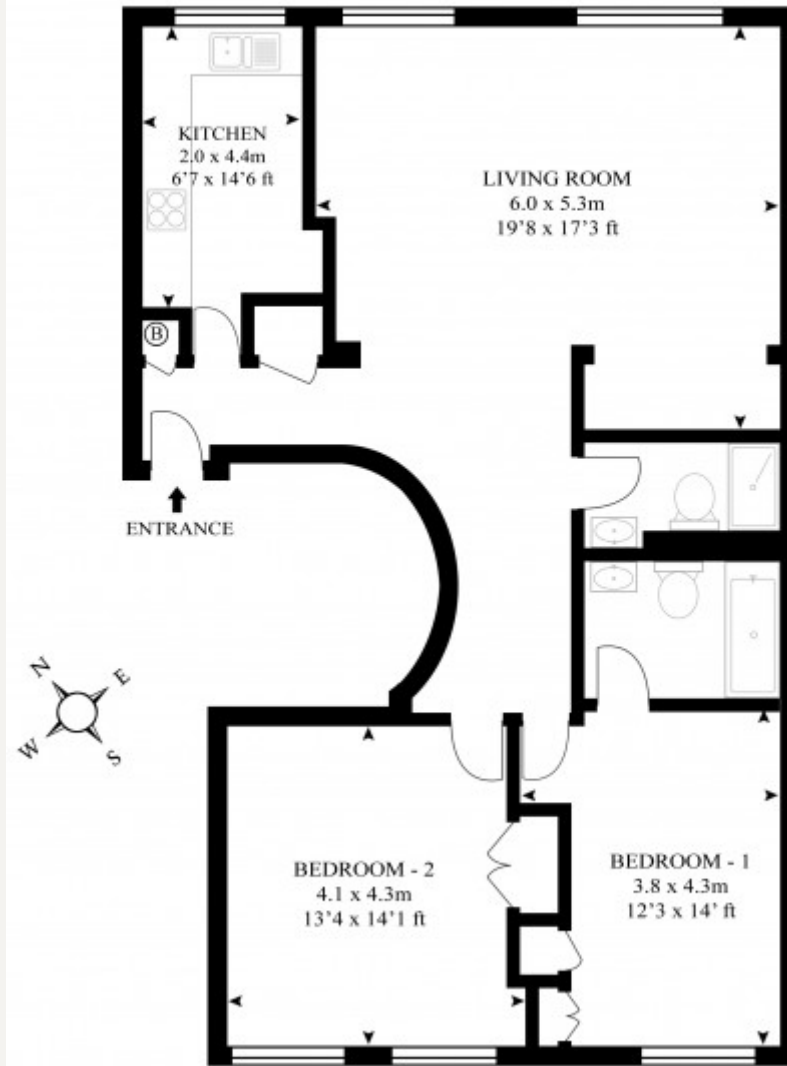 KITCHEN
2.0 x 4.4m
6'7 x 14'6 ft
LIVING ROOM
6.0 x 5.3m
19'8 x 17'3 ft
B
ENTRANCE
N
E
W
S
BEDROOM - 2
4.1 x 4.3m
13'4 x 14'1 ft
BEDROOM - 1
3.8 x 4.3m
12'3 x 14' ft